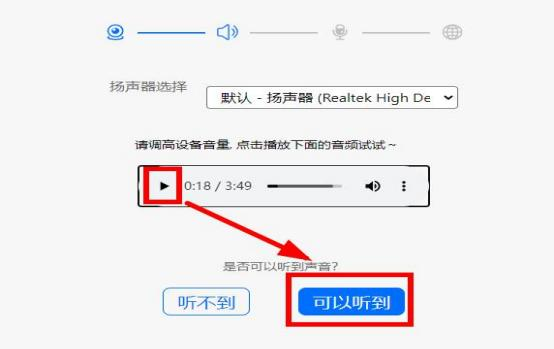 扬声器选择
默认 - 扬声器 (Realtek High De
请调高设备音量, 点击播放下面的音频试试~
0:18 / 3:49
是否可以听到声音?
听不到
可以听到